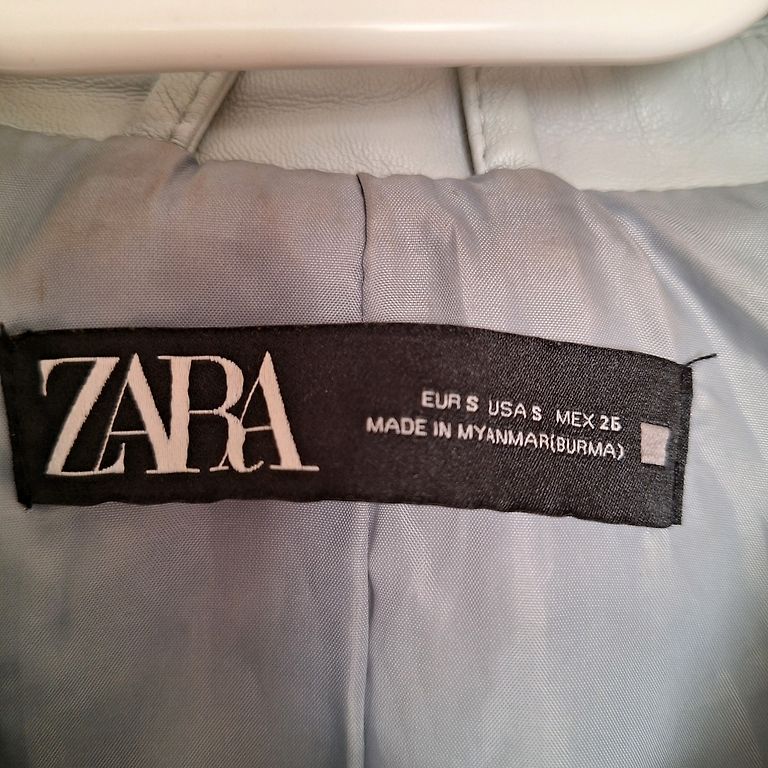 ZARA
EUR S USA S MEX 26
MADE IN MYANMAR(BURMA)